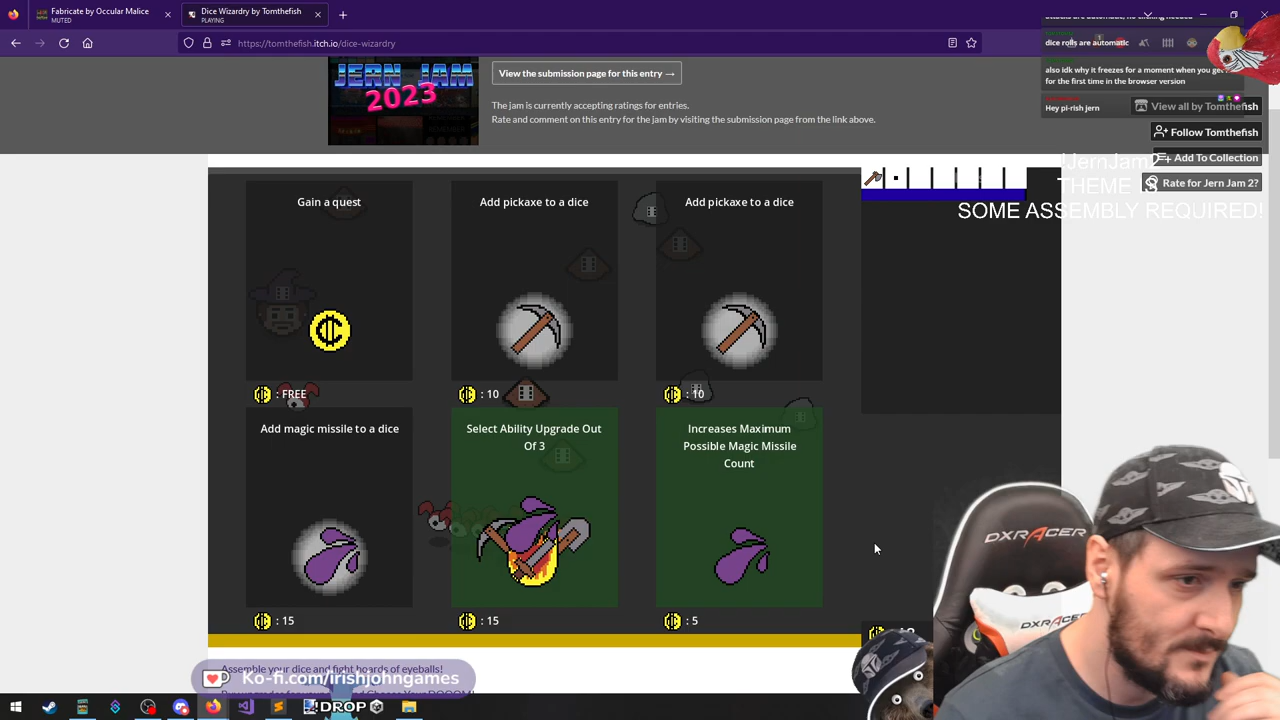 Fabricate by Occular Malice
MUTED
Dice Wizardry by Tomthefish
PLAYING
https://tomthefish.itch.io/dice-wizardry
JERN JAM
2023
View the submission page for this entry →
The jam is currently accepting ratings for entries.
Rate and comment on this entry for the jam by visiting the submission page from the link above.
dice rolls are automatic
also idk why it freezes for a moment when you get
for the first time in the browser version
Hey pi-rish jern
View all by Tomthefish
Follow Tomthefish
Add To Collection
Rate for Jern Jam 2?
!JernJam2
THEME IS
SOME ASSEMBLY REQUIRED!
Gain a quest
Add pickaxe to a dice
Add pickaxe to a dice
: FREE
: 10
: 10
Add magic missile to a dice
Select Ability Upgrade Out
Of 3
Increases Maximum
Possible Magic Missile
Count
: 15
: 15
: 5
Assemble your dice and fight hoards of eyeballs!
Ko-fi.com/irishjohngames
DROP
DXRACER
DXRACER